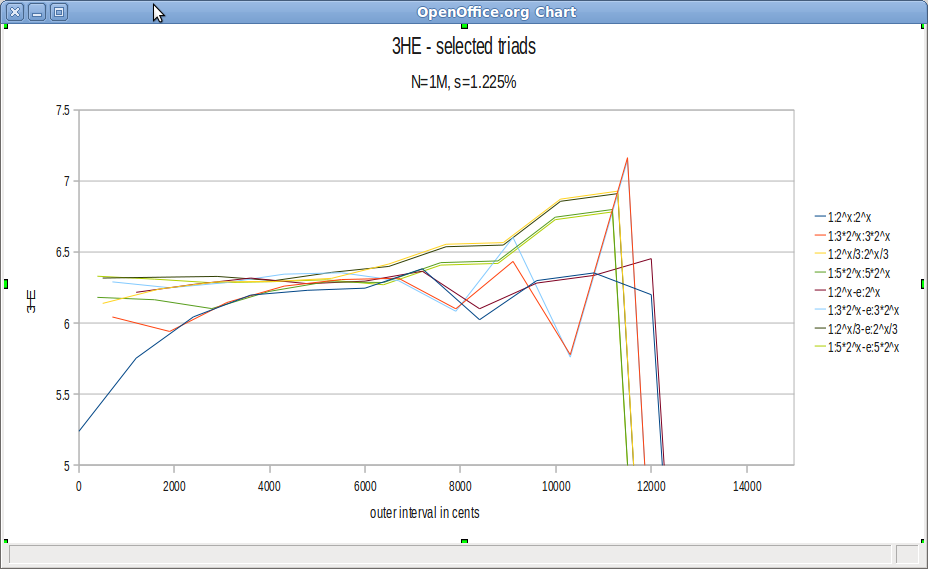 OpenOffice.org Chart
3HE - selected triads
N=1M, s=1.225%
7.5
7
6.5
6
5.5
5
3HE
0 2000 4000 6000 8000 10000 12000 14000
outer interval in cents
1:2^x:2^x
1:3*2^x:3*2^x
1:2^x/3:2^x/3
1:5*2^x:5*2^x
1:2^x-e:2^x
1:3*2^x-e:3*2^x
1:2^x/3-e:2^x/3
1:5*2^x-e:5*2^x